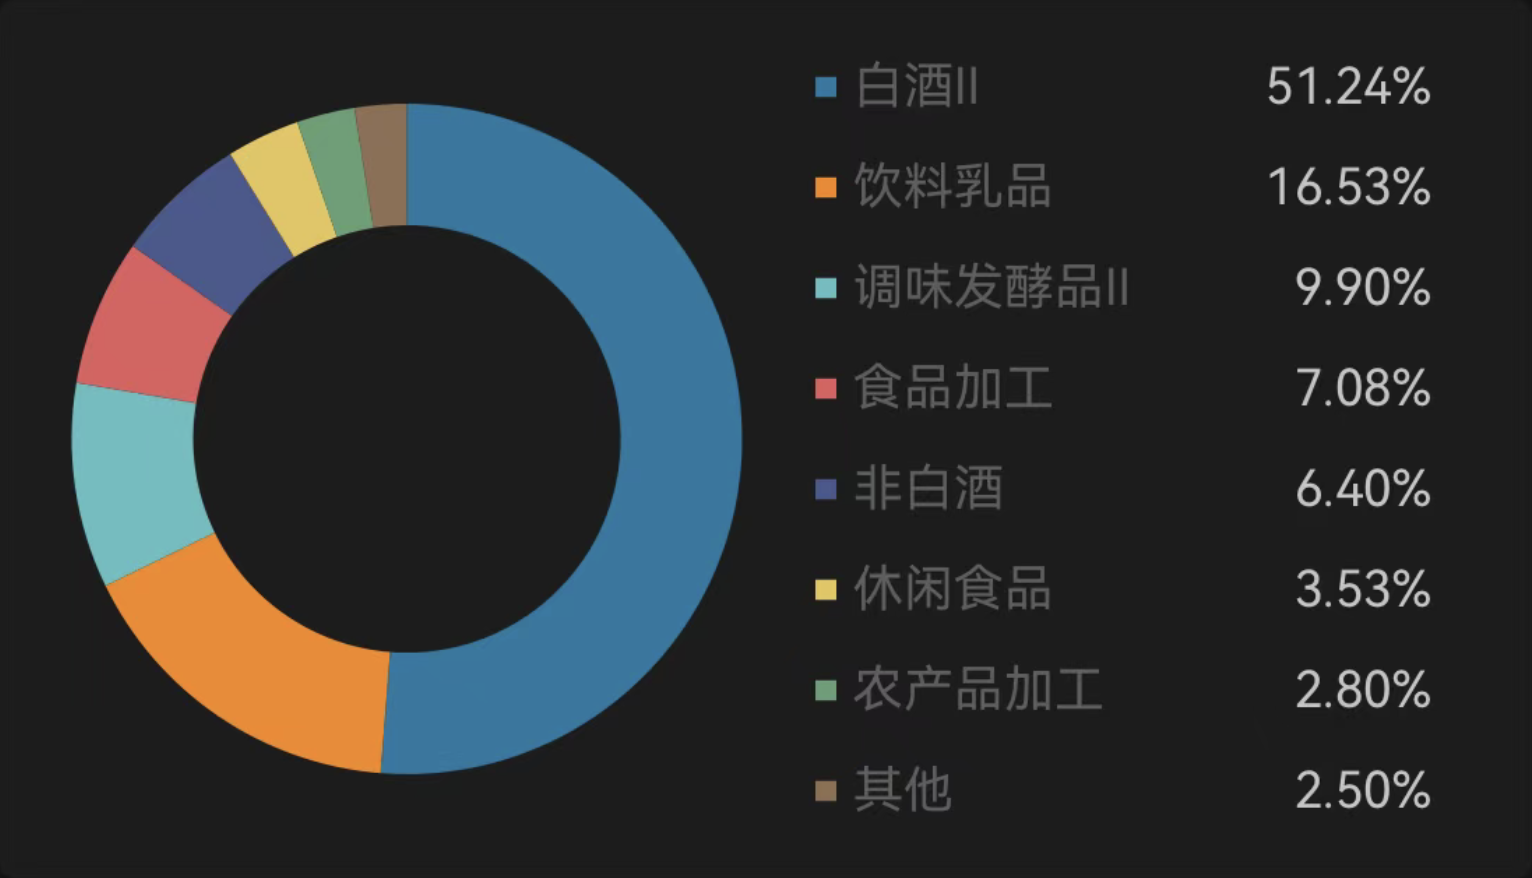 白酒II 51.24%
饮料乳品 16.53%
调味发酵品II 9.90%
食品加工 7.08%
非白酒 6.40%
休闲食品 3.53%
农产品加工 2.80%
其他 2.50%